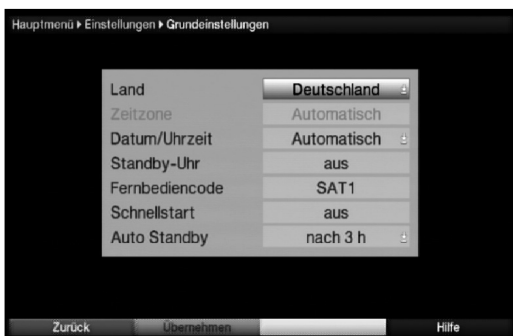 Hauptmenü ▸ Einstellungen ▸ Grundeinstellungen
Land Deutschland
Zeitzone Automatisch
Datum/Uhrzeit Automatisch
Standby-Uhr aus
Fernbediencode SAT1
Schnellstart aus
Auto Standby nach 3 h
Zurück Übernehmen Hilfe